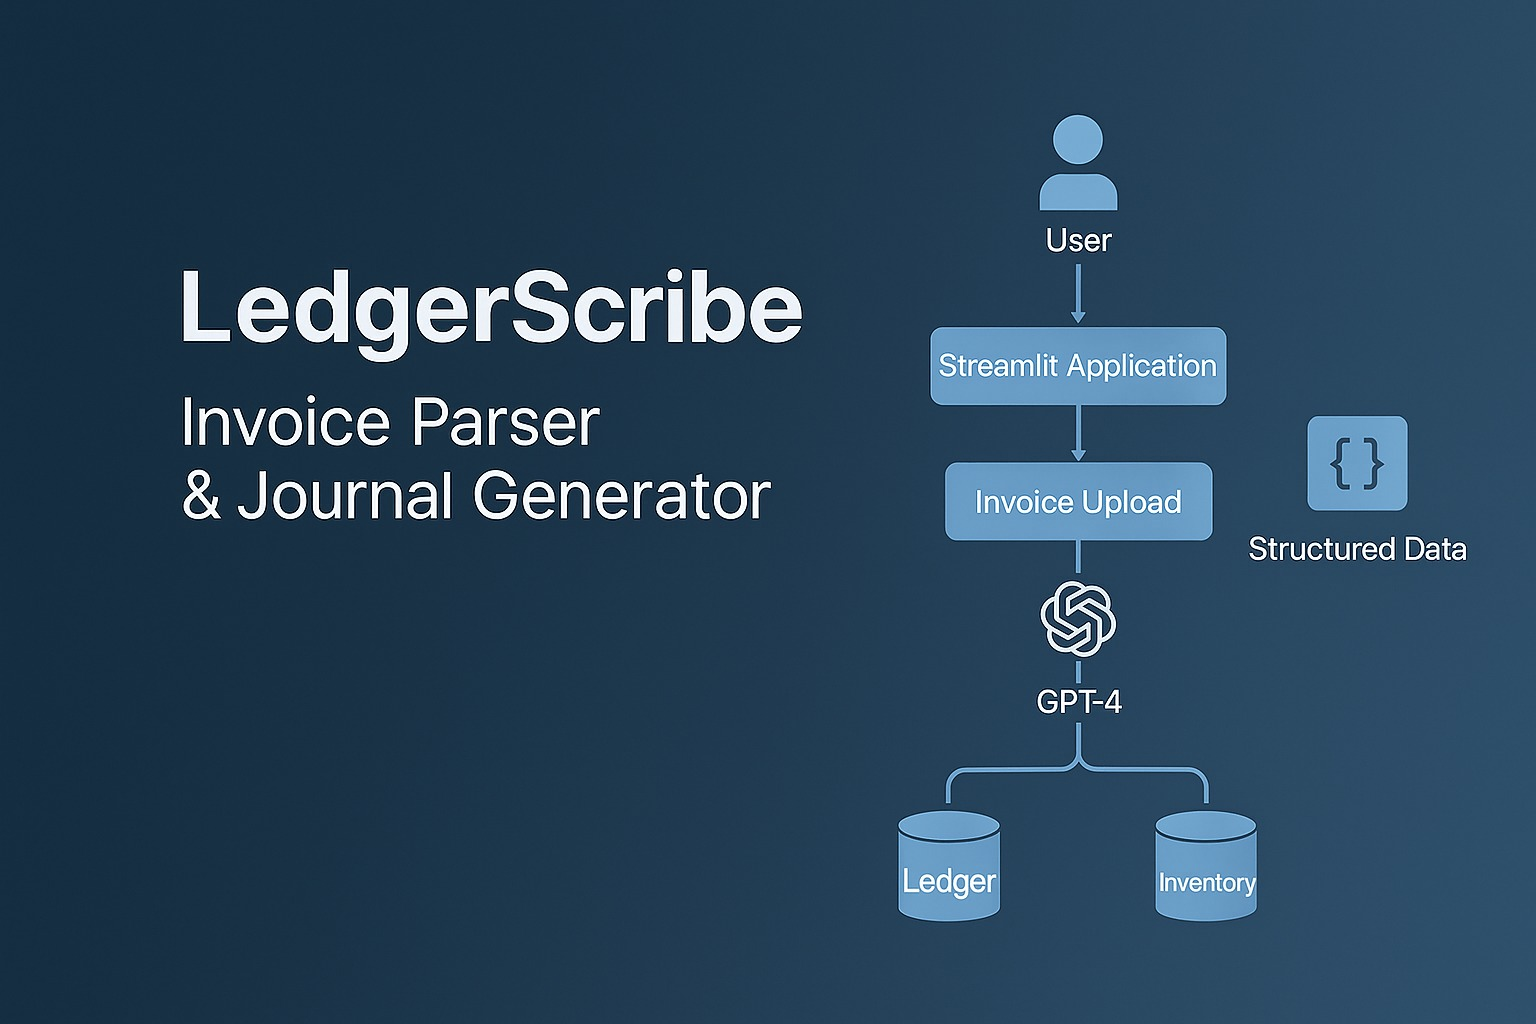 LedgerScribe
Invoice Parser
& Journal Generator
User
Streamlit Application
Invoice Upload
{}
Structured Data
GPT-4
Ledger
Inventory